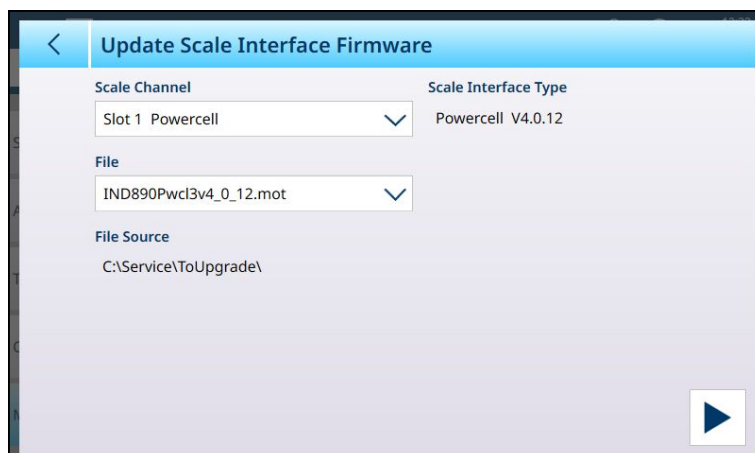 Update Scale Interface Firmware
Scale Channel
Scale Interface Type
Slot 1 Powercell
Powercell V4.0.12
File
IND890Pwcl3v4_0_12.mot
File Source
C:\Service\ToUpgrade\